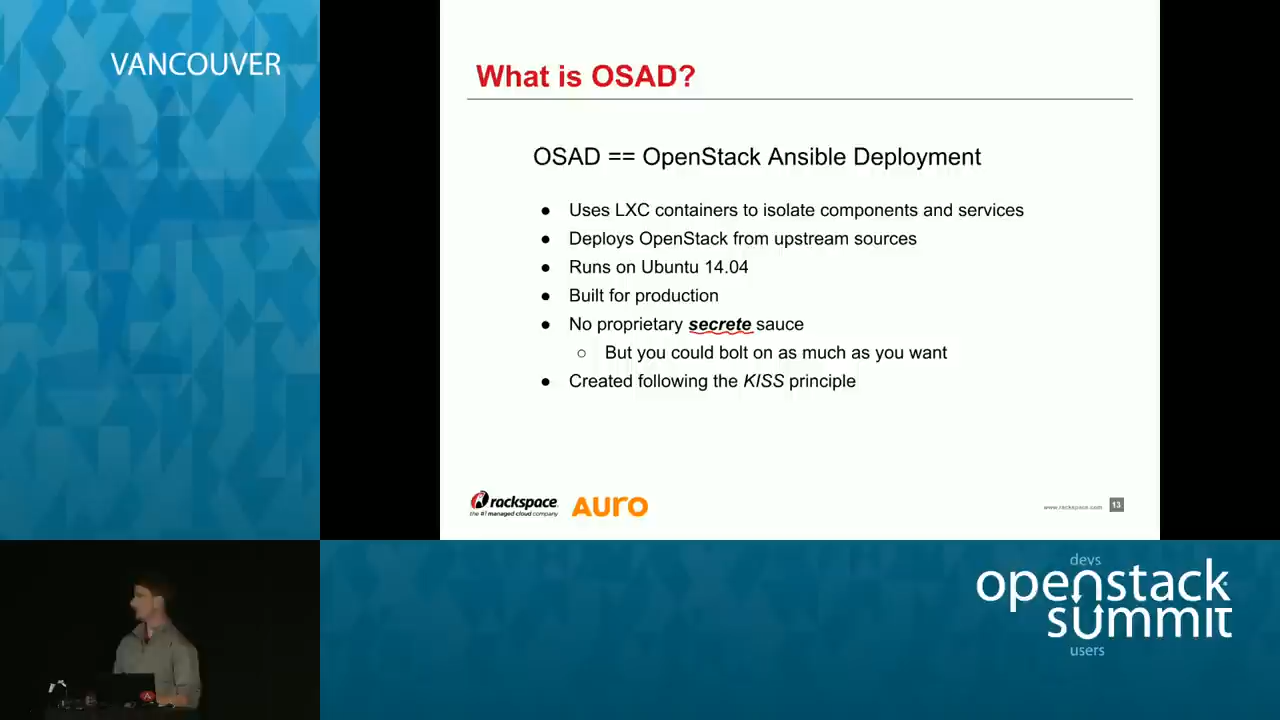 VANCOUVER
What is OSAD?
OSAD == OpenStack Ansible Deployment
● Uses LXC containers to isolate components and services
● Deploys OpenStack from upstream sources
● Runs on Ubuntu 14.04
● Built for production
● No proprietary secrete sauce
○ But you could bolt on as much as you want
● Created following the KISS principle
rackspace
the #1 managed cloud company
AURO
www.rackspace.com
13
devs
openstack
summit
users